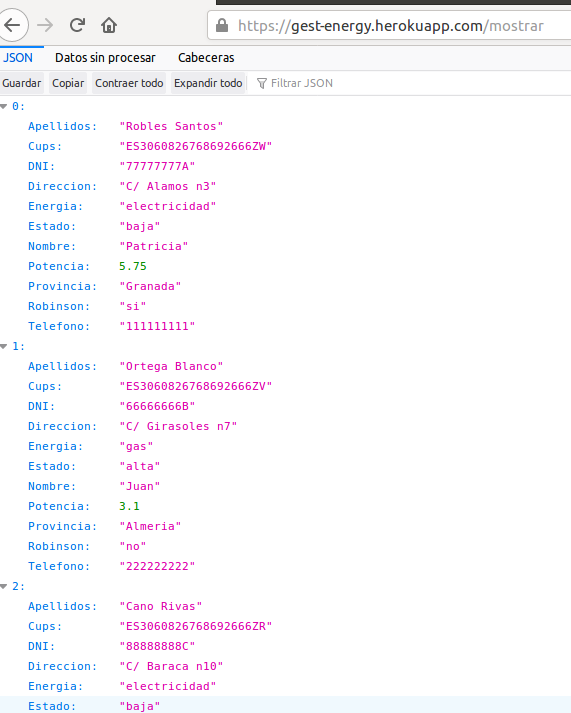 https://gest-energy.herokuapp.com/mostrar
JSON Datos sin procesar Cabeceras
Guardar Copiar Contraer todo Expandir todo Filtrar JSON
0:
Apellidos: "Robles Santos"
Cups: "ES3060826768692666ZW"
DNI: "77777777A"
Direccion: "C/ Alamos n3"
Energia: "electricidad"
Estado: "baja"
Nombre: "Patricia"
Potencia: 5.75
Provincia: "Granada"
Robinson: "si"
Telefono: "111111111"
1:
Apellidos: "Ortega Blanco"
Cups: "ES3060826768692666ZV"
DNI: "66666666B"
Direccion: "C/ Girasoles n7"
Energia: "gas"
Estado: "alta"
Nombre: "Juan"
Potencia: 3.1
Provincia: "Almeria"
Robinson: "no"
Telefono: "222222222"
2:
Apellidos: "Cano Rivas"
Cups: "ES3060826768692666ZR"
DNI: "88888888C"
Direccion: "C/ Baraca n10"
Energia: "electricidad"
Estado: "baja"